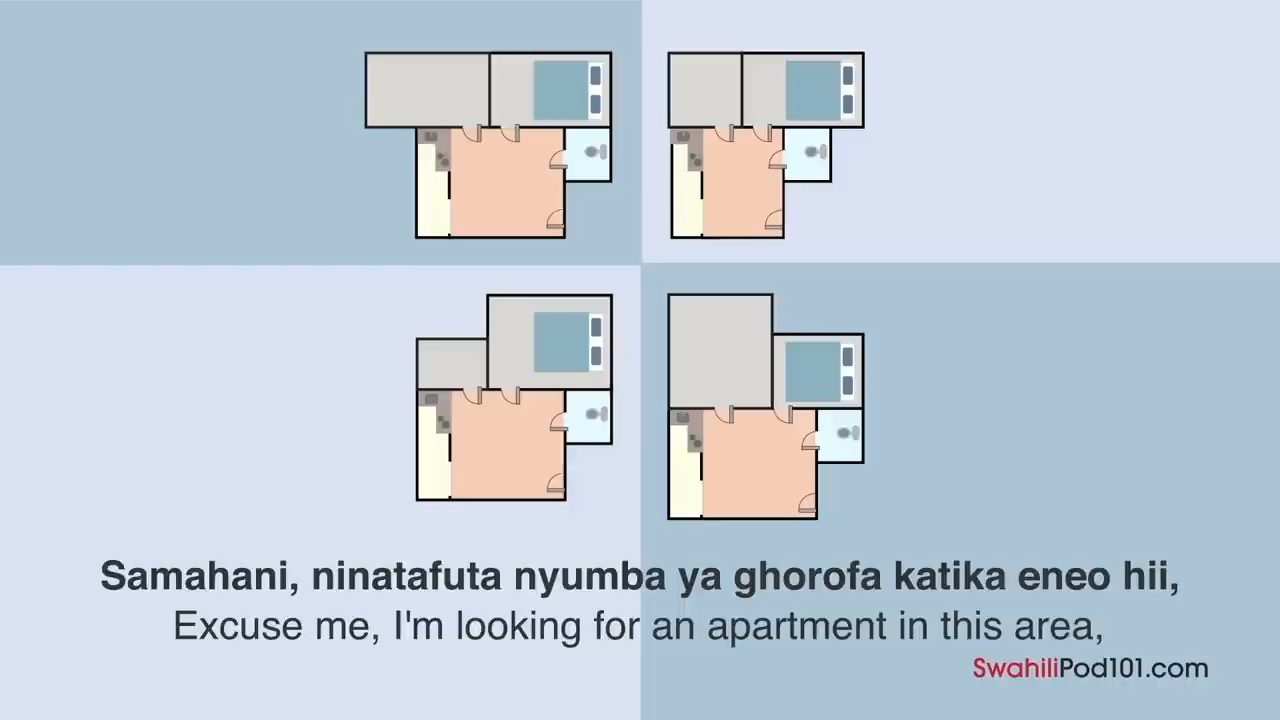 Samahani, ninatafuta nyumba ya ghorofa katika eneo hii,
Excuse me, I'm looking for an apartment in this area,
SwahiliPod101.com